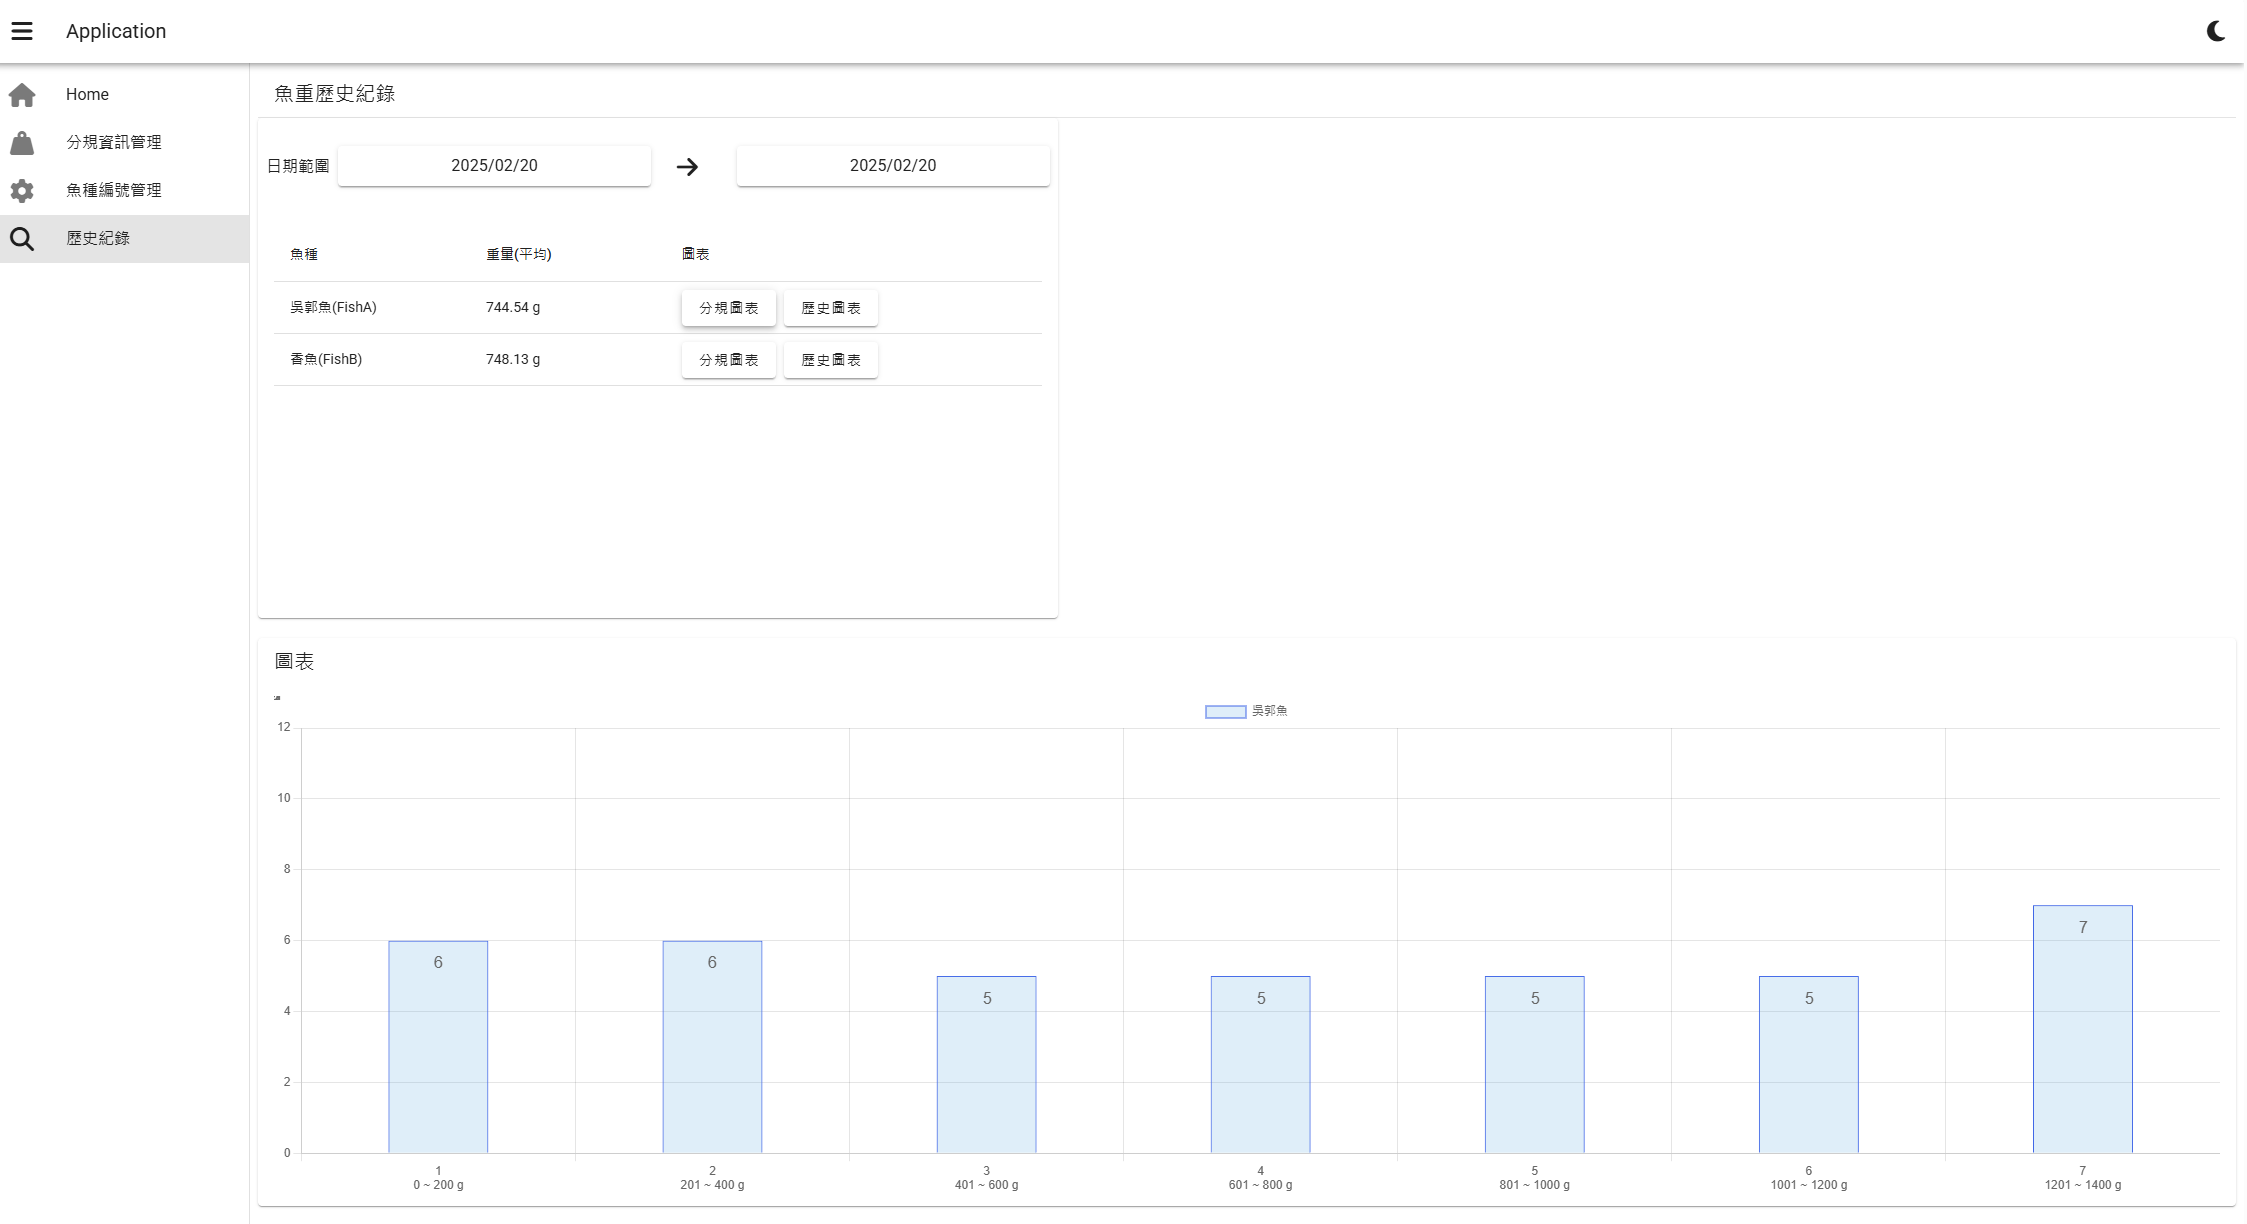 Application
Home
分規資訊管理
魚種編號管理
歷史紀錄
魚重歷史紀錄
日期範圍 2025/02/20 2025/02/20
魚種 重量(平均) 圖表
吳郭魚(FishA) 744.54 g 分規圖表 歷史圖表
香魚(FishB) 748.13 g 分規圖表 歷史圖表
圖表
吳郭魚
12
10
8
6
4
2
0
6 6 5 5 5 5 7
1 2 3 4 5 6 7
0 ~ 200 g 201 ~ 400 g 401 ~ 600 g 601 ~ 800 g 801 ~ 1000 g 1001 ~ 1200 g 1201 ~ 1400 g